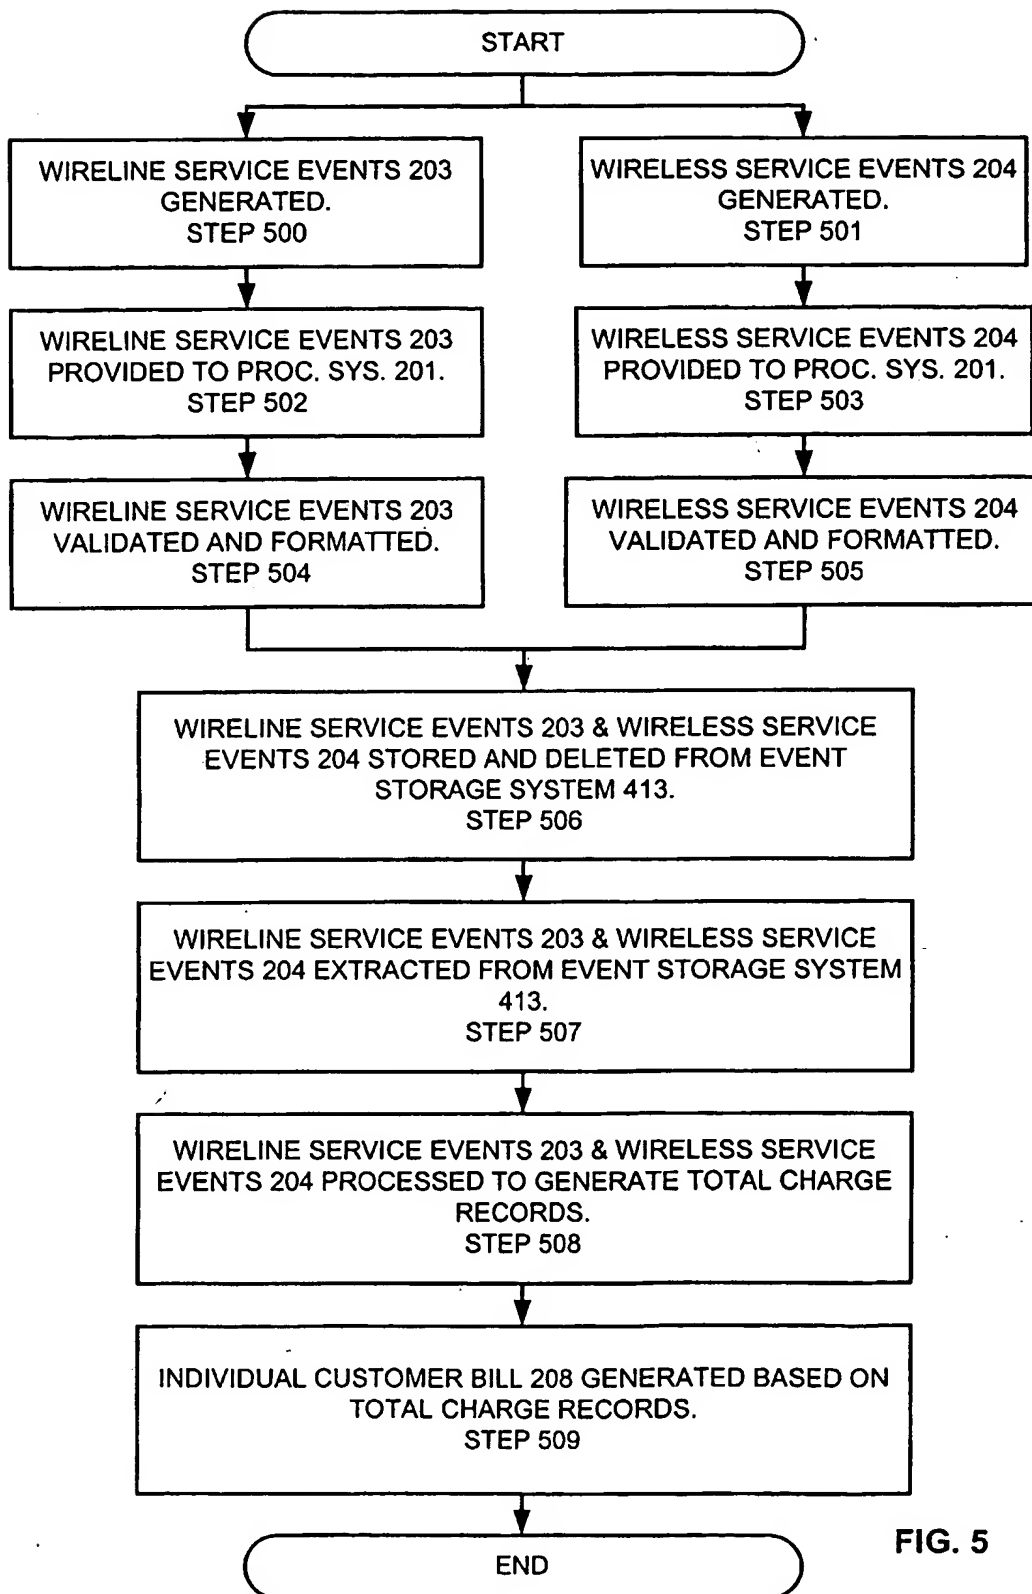 START
WIRELINE SERVICE EVENTS 203
GENERATED.
STEP 500
WIRELESS SERVICE EVENTS 204
GENERATED.
STEP 501
WIRELINE SERVICE EVENTS 203
PROVIDED TO PROC. SYS. 201.
STEP 502
WIRELESS SERVICE EVENTS 204
PROVIDED TO PROC. SYS. 201.
STEP 503
WIRELINE SERVICE EVENTS 203
VALIDATED AND FORMATTED.
STEP 504
WIRELESS SERVICE EVENTS 204
VALIDATED AND FORMATTED.
STEP 505
WIRELINE SERVICE EVENTS 203 & WIRELESS SERVICE
EVENTS 204 STORED AND DELETED FROM EVENT
STORAGE SYSTEM 413.
STEP 506
WIRELINE SERVICE EVENTS 203 & WIRELESS SERVICE
EVENTS 204 EXTRACTED FROM EVENT STORAGE SYSTEM
413.
STEP 507
WIRELINE SERVICE EVENTS 203 & WIRELESS SERVICE
EVENTS 204 PROCESSED TO GENERATE TOTAL CHARGE
RECORDS.
STEP 508
INDIVIDUAL CUSTOMER BILL 208 GENERATED BASED ON
TOTAL CHARGE RECORDS.
STEP 509
END
FIG. 5